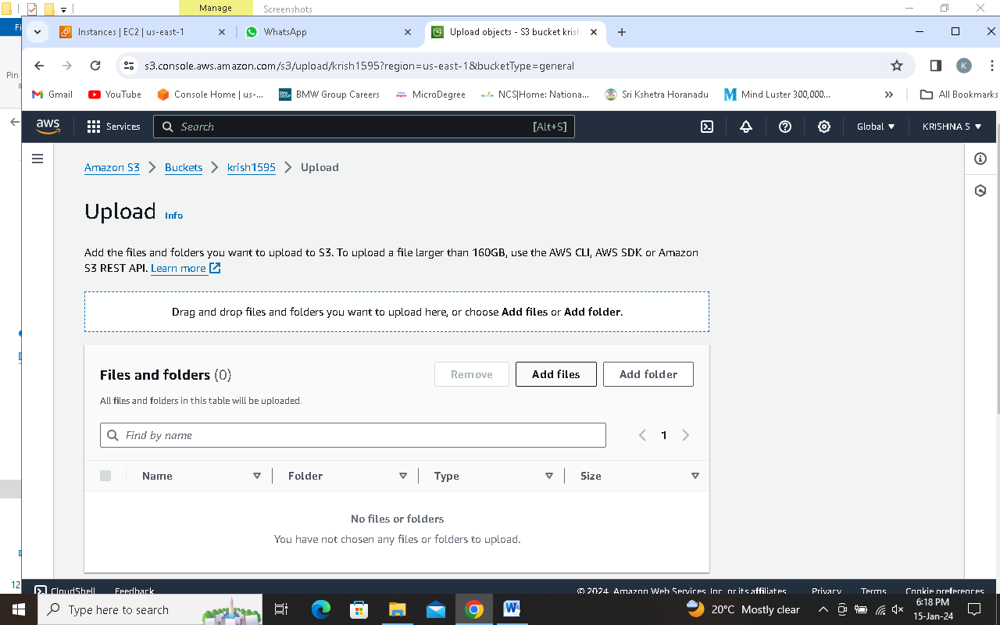 Manage
Screenshots
Fi
Instances | EC2 | us-east-1
WhatsApp
Upload objects - S3 bucket krish
s3.console.aws.amazon.com/s3/upload/krish1595?region=us-east-1&bucketType=general
K
Pin
a
Gmail
YouTube
Console Home | us-...
BMW Group Careers
MicroDegree
NCS|Home: Nationa...
Sri Kshetra Horanadu
Mind Luster 300,000...
All Bookmarks
aws
Services
Search
[Alt+S]
Global
KRISHNA S
Amazon S3
Buckets
krish1595
Upload
Upload
Info
Add the files and folders you want to upload to S3. To upload a file larger than 160GB, use the AWS CLI, AWS SDK or Amazon
S3 REST API. Learn more
Drag and drop files and folders you want to upload here, or choose Add files or Add folder.
Files and folders (0)
Remove
Add files
Add folder
All files and folders in this table will be uploaded.
Find by name
1
Name
Folder
Type
Size
No files or folders
You have not chosen any files or folders to upload.
12
CloudShell
Feedback
© 2024, Amazon Web Services, Inc. or its affiliates.
Privacy
Terms
Cookie preferences
Type here to search
20°C Mostly clear
6:18 PM
15-Jan-24